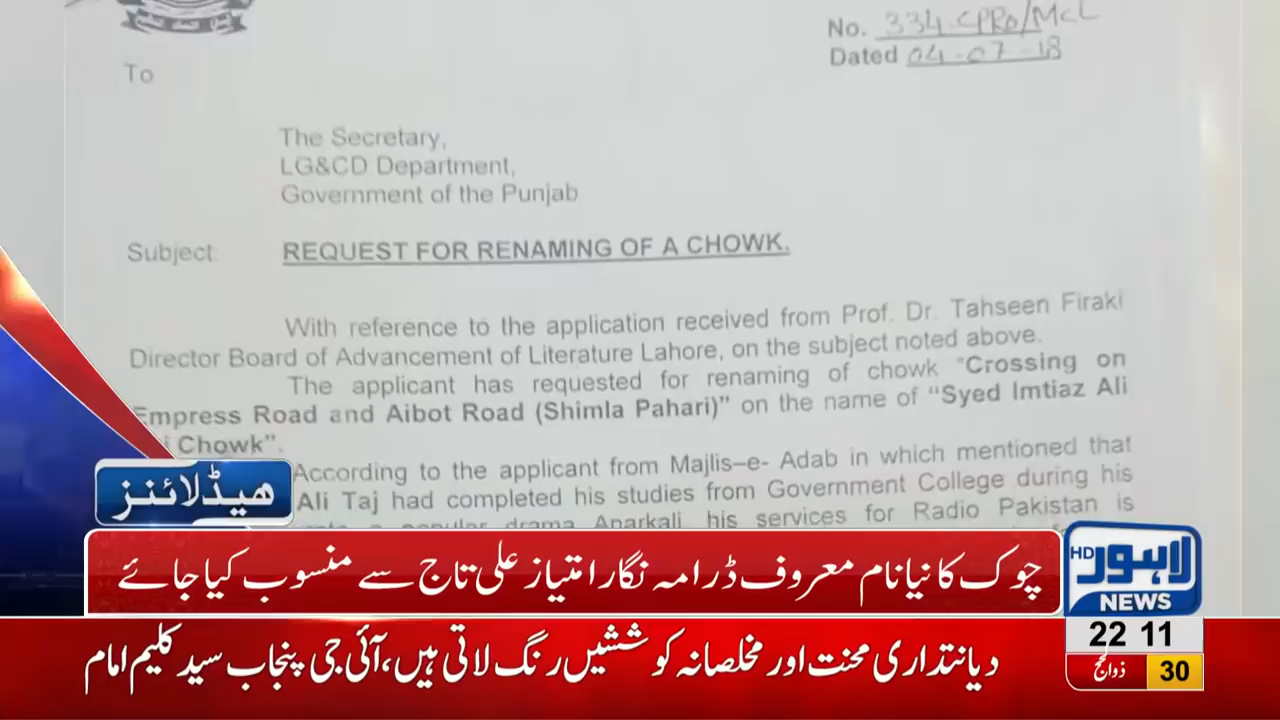 No. 334-CPRO/MCL
Dated 04-07-18
To
The Secretary,
LG&CD Department,
Government of the Punjab
Subject: REQUEST FOR RENAMING OF A CHOWK.
With reference to the application received from Prof. Dr. Tahseen Firaki
Director Board of Advancement of Literature Lahore, on the subject noted above.
The applicant has requested for renaming of chowk "Crossing on
Empress Road and Aibot Road (Shimla Pahari)" on the name of "Syed Imtiaz Ali
Chowk".
According to the applicant from Majlis–e- Adab in which mentioned that
Ali Taj had completed his studies from Government College during his
popular drama Anarkali, his services for Radio Pakistan is
ھیڈلائنز
چوک کا نیا نام معروف ڈرامہ نگار امتیاز علی تاج سے منسوب کیا جائے
HD لاہور
NEWS
22 11
30 ذوالحج
دیانتداری محنت اور مخلصانہ کوششیں رنگ لاتی ہیں، آئی جی پنجاب سید کلیم امام